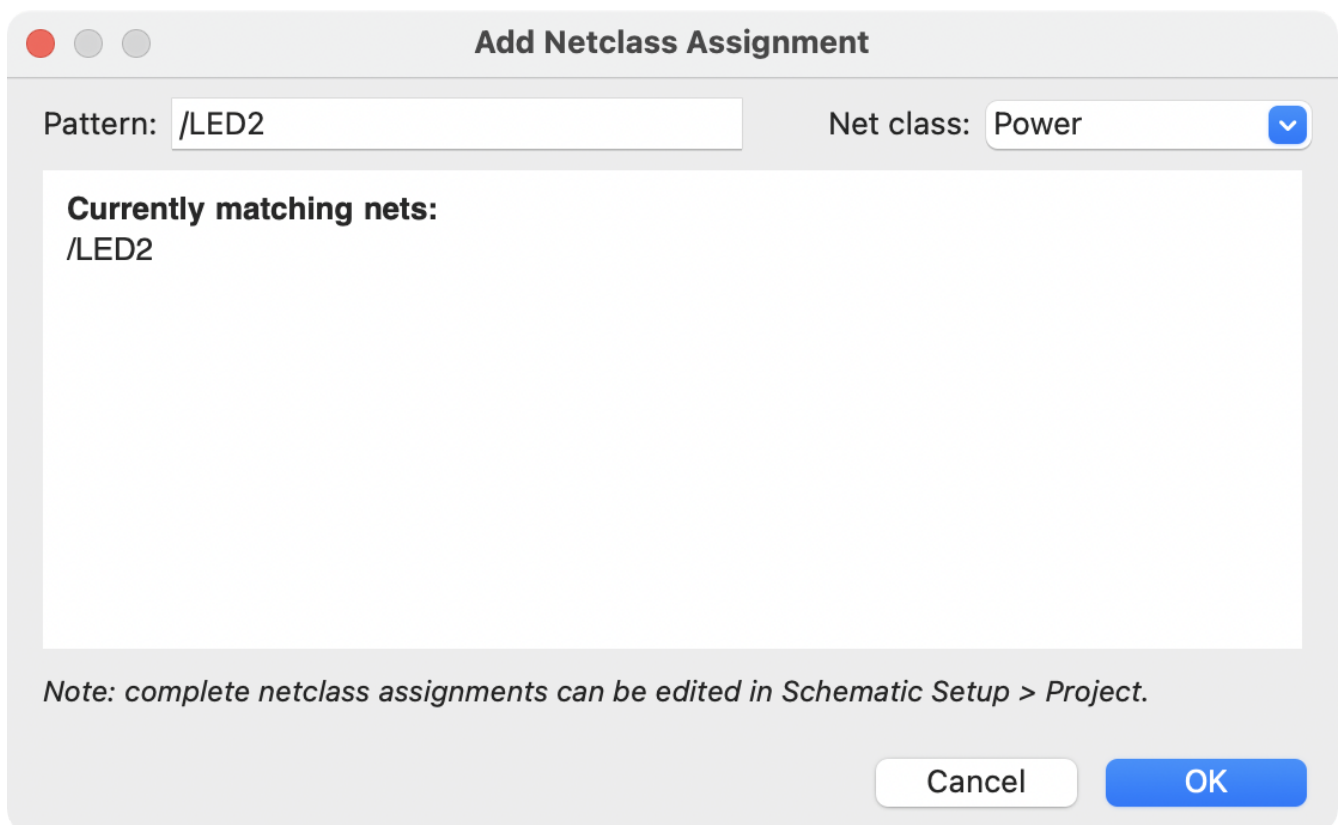 Add Netclass Assignment
Pattern: /LED2 Net class: Power
Currently matching nets:
/LED2
Note: complete netclass assignments can be edited in Schematic Setup > Project.
Cancel OK